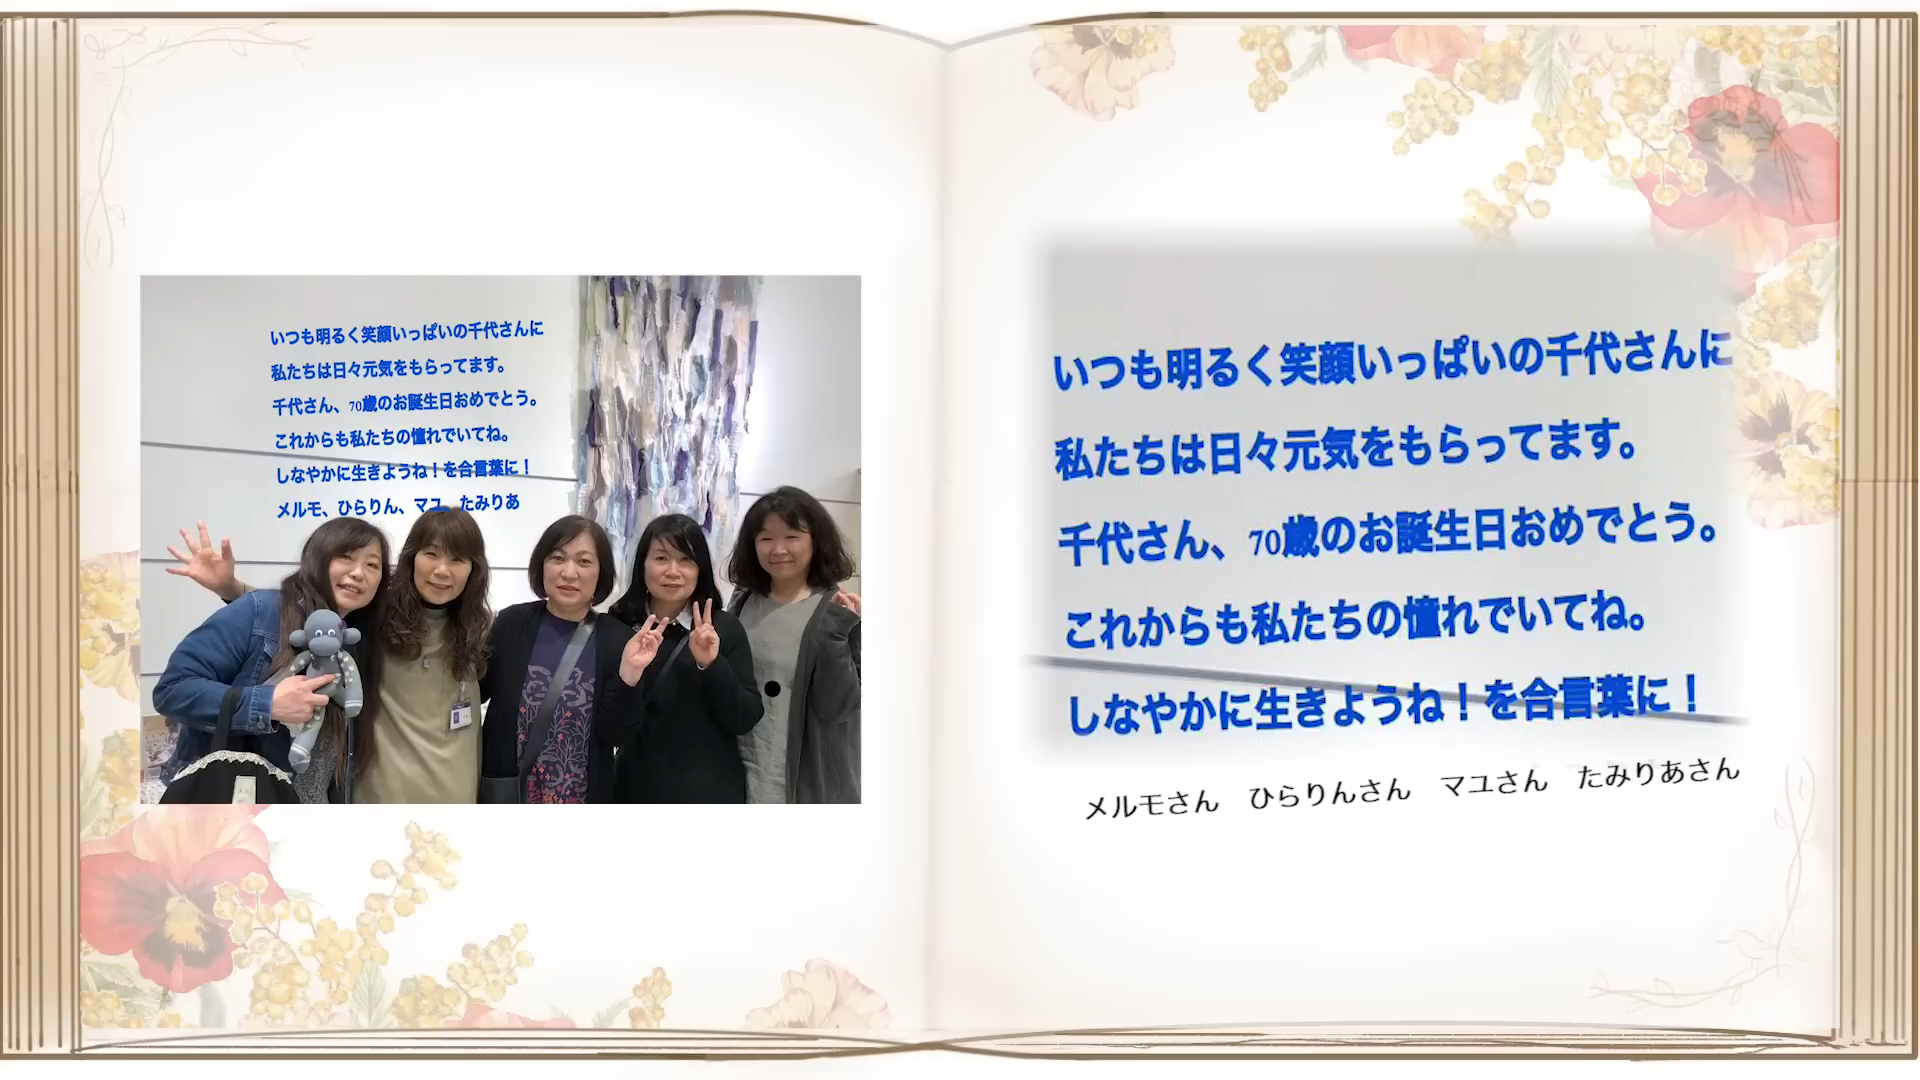 いつも明るく笑顔いっぱいの千代さんに
私たちは日々元気をもらってます。
千代さん、70歳のお誕生日おめでとう。
これからも私たちの憧れでいてね。
しなやかに生きようね！を合言葉に！
メルモ、ひらりん、マユ、たみりあ
いつも明るく笑顔いっぱいの千代さんに
私たちは日々元気をもらってます。
千代さん、70歳のお誕生日おめでとう。
これからも私たちの憧れでいてね。
しなやかに生きようね！を合言葉に！
メルモさん　ひらりんさん　マユさん　たみりあさん